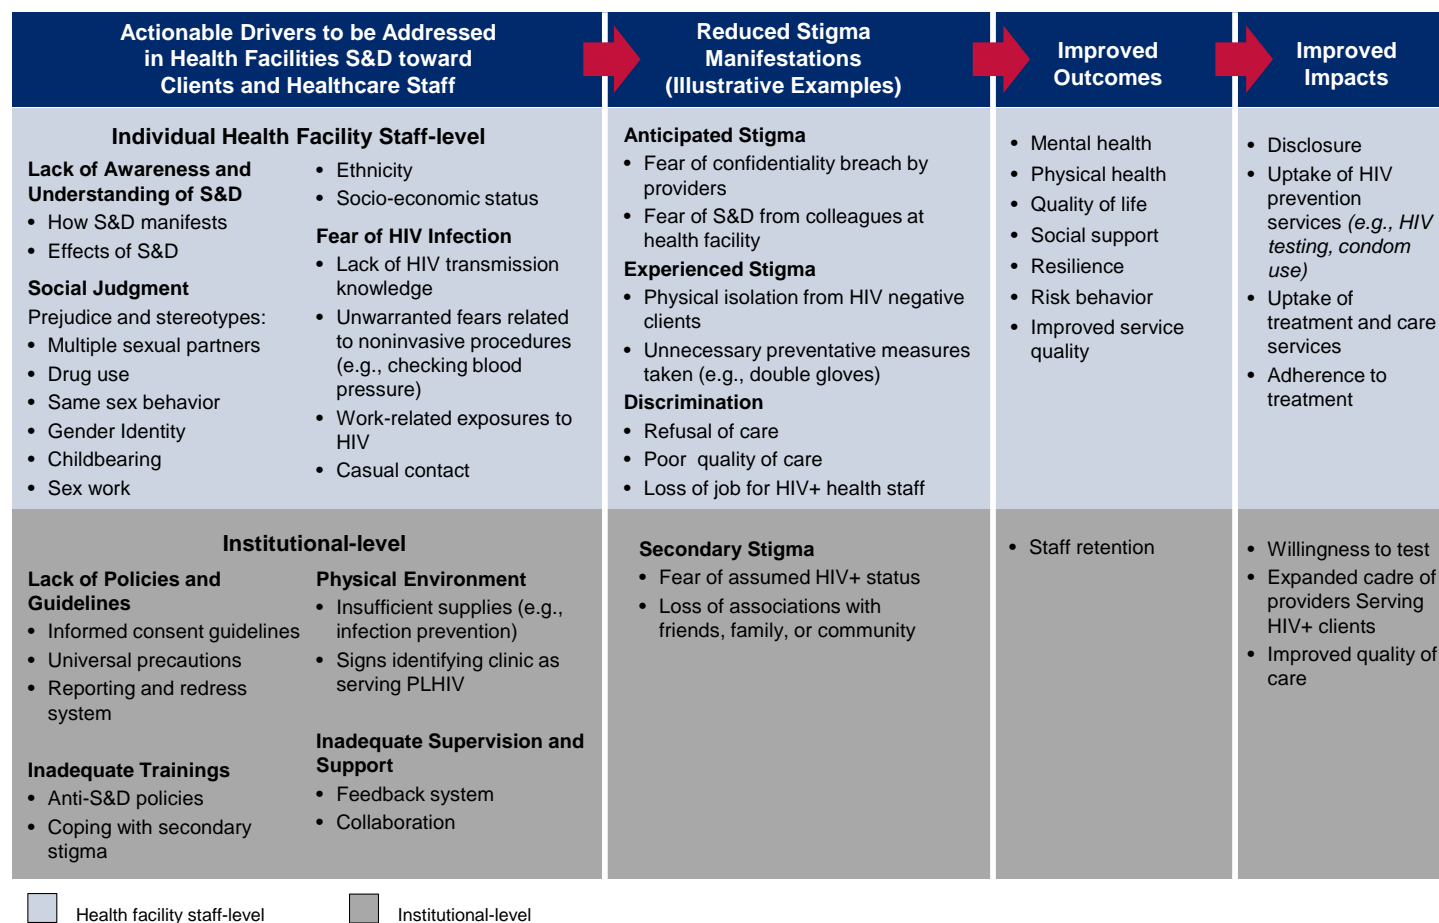 Actionable Drivers to be Addressed
in Health Facilities S&D toward
Clients and Healthcare Staff
Reduced Stigma
Manifestations
(Illustrative Examples)
Improved
Outcomes
Improved
Impacts
Individual Health Facility Staff-level
Lack of Awareness and
Understanding of S&D
• How S&D manifests
• Effects of S&D
Social Judgment
Prejudice and stereotypes:
• Multiple sexual partners
• Drug use
• Same sex behavior
• Gender Identity
• Childbearing
• Sex work
• Ethnicity
• Socio-economic status
Fear of HIV Infection
• Lack of HIV transmission
knowledge
• Unwarranted fears related
to noninvasive procedures
(e.g., checking blood
pressure)
• Work-related exposures to
HIV
• Casual contact
Anticipated Stigma
• Fear of confidentiality breach by
providers
• Fear of S&D from colleagues at
health facility
Experienced Stigma
• Physical isolation from HIV negative
clients
• Unnecessary preventative measures
taken (e.g., double gloves)
Discrimination
• Refusal of care
• Poor  quality of care
• Loss of job for HIV+ health staff
• Mental health
• Physical health
• Quality of life
• Social support
• Resilience
• Risk behavior
• Improved service
quality
• Disclosure
• Uptake of HIV
prevention
services (e.g., HIV
testing, condom
use)
• Uptake of
treatment and care
services
• Adherence to
treatment
Institutional-level
Lack of Policies and
Guidelines
• Informed consent guidelines
• Universal precautions
• Reporting and redress
system
Inadequate Trainings
• Anti-S&D policies
• Coping with secondary
stigma
Physical Environment
• Insufficient supplies (e.g.,
infection prevention)
• Signs identifying clinic as
serving PLHIV
Inadequate Supervision and
Support
• Feedback system
• Collaboration
Secondary Stigma
• Fear of assumed HIV+ status
• Loss of associations with
friends, family, or community
• Staff retention
• Willingness to test
• Expanded cadre of
providers Serving
HIV+ clients
• Improved quality of
care
Health facility staff-level
Institutional-level